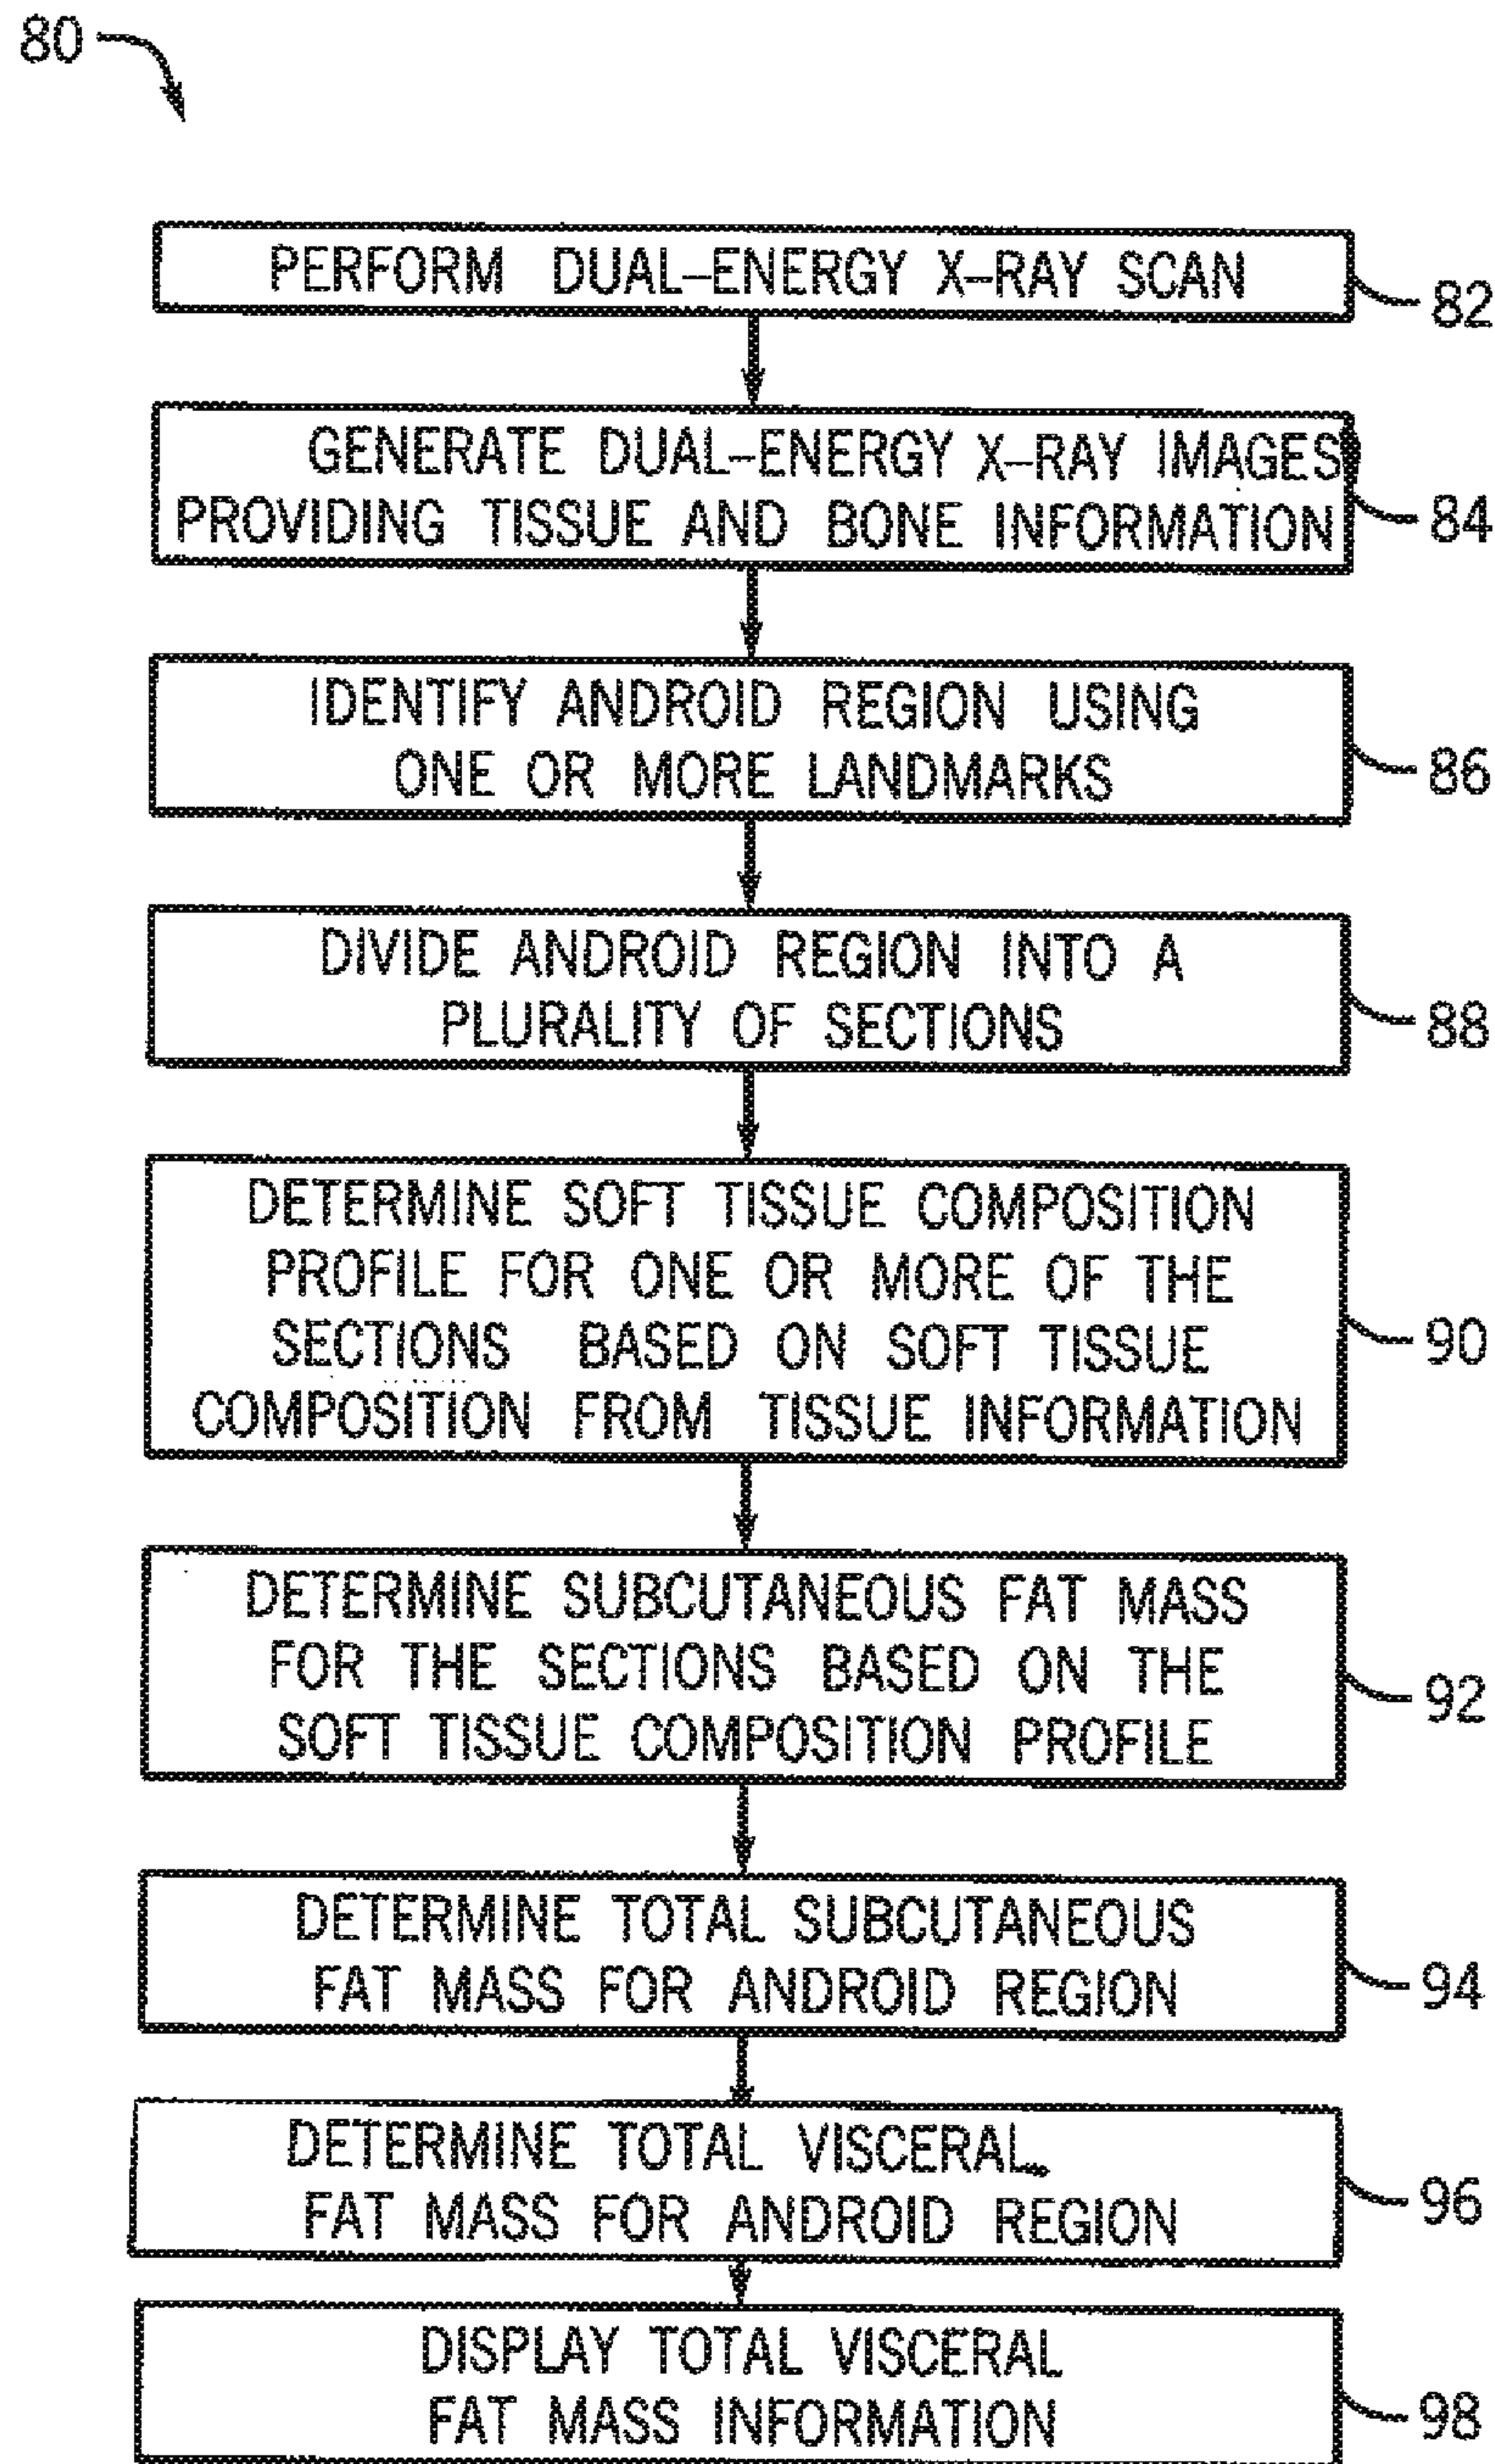 80
PERFORM DUAL-ENERGY X-RAY SCAN
82
GENERATE DUAL-ENERGY X-RAY IMAGES
PROVIDING TISSUE AND BONE INFORMATION
84
IDENTIFY ANDROID REGION USING
ONE OR MORE LANDMARKS
86
DIVIDE ANDROID REGION INTO A
PLURALITY OF SECTIONS
88
DETERMINE SOFT TISSUE COMPOSITION
PROFILE FOR ONE OR MORE OF THE
SECTIONS BASED ON SOFT TISSUE
COMPOSITION FROM TISSUE INFORMATION
90
DETERMINE SUBCUTANEOUS FAT MASS
FOR THE SECTIONS BASED ON THE
SOFT TISSUE COMPOSITION PROFILE
92
DETERMINE TOTAL SUBCUTANEOUS
FAT MASS FOR ANDROID REGION
94
DETERMINE TOTAL VISCERAL
FAT MASS FOR ANDROID REGION
96
DISPLAY TOTAL VISCERAL
FAT MASS INFORMATION
98